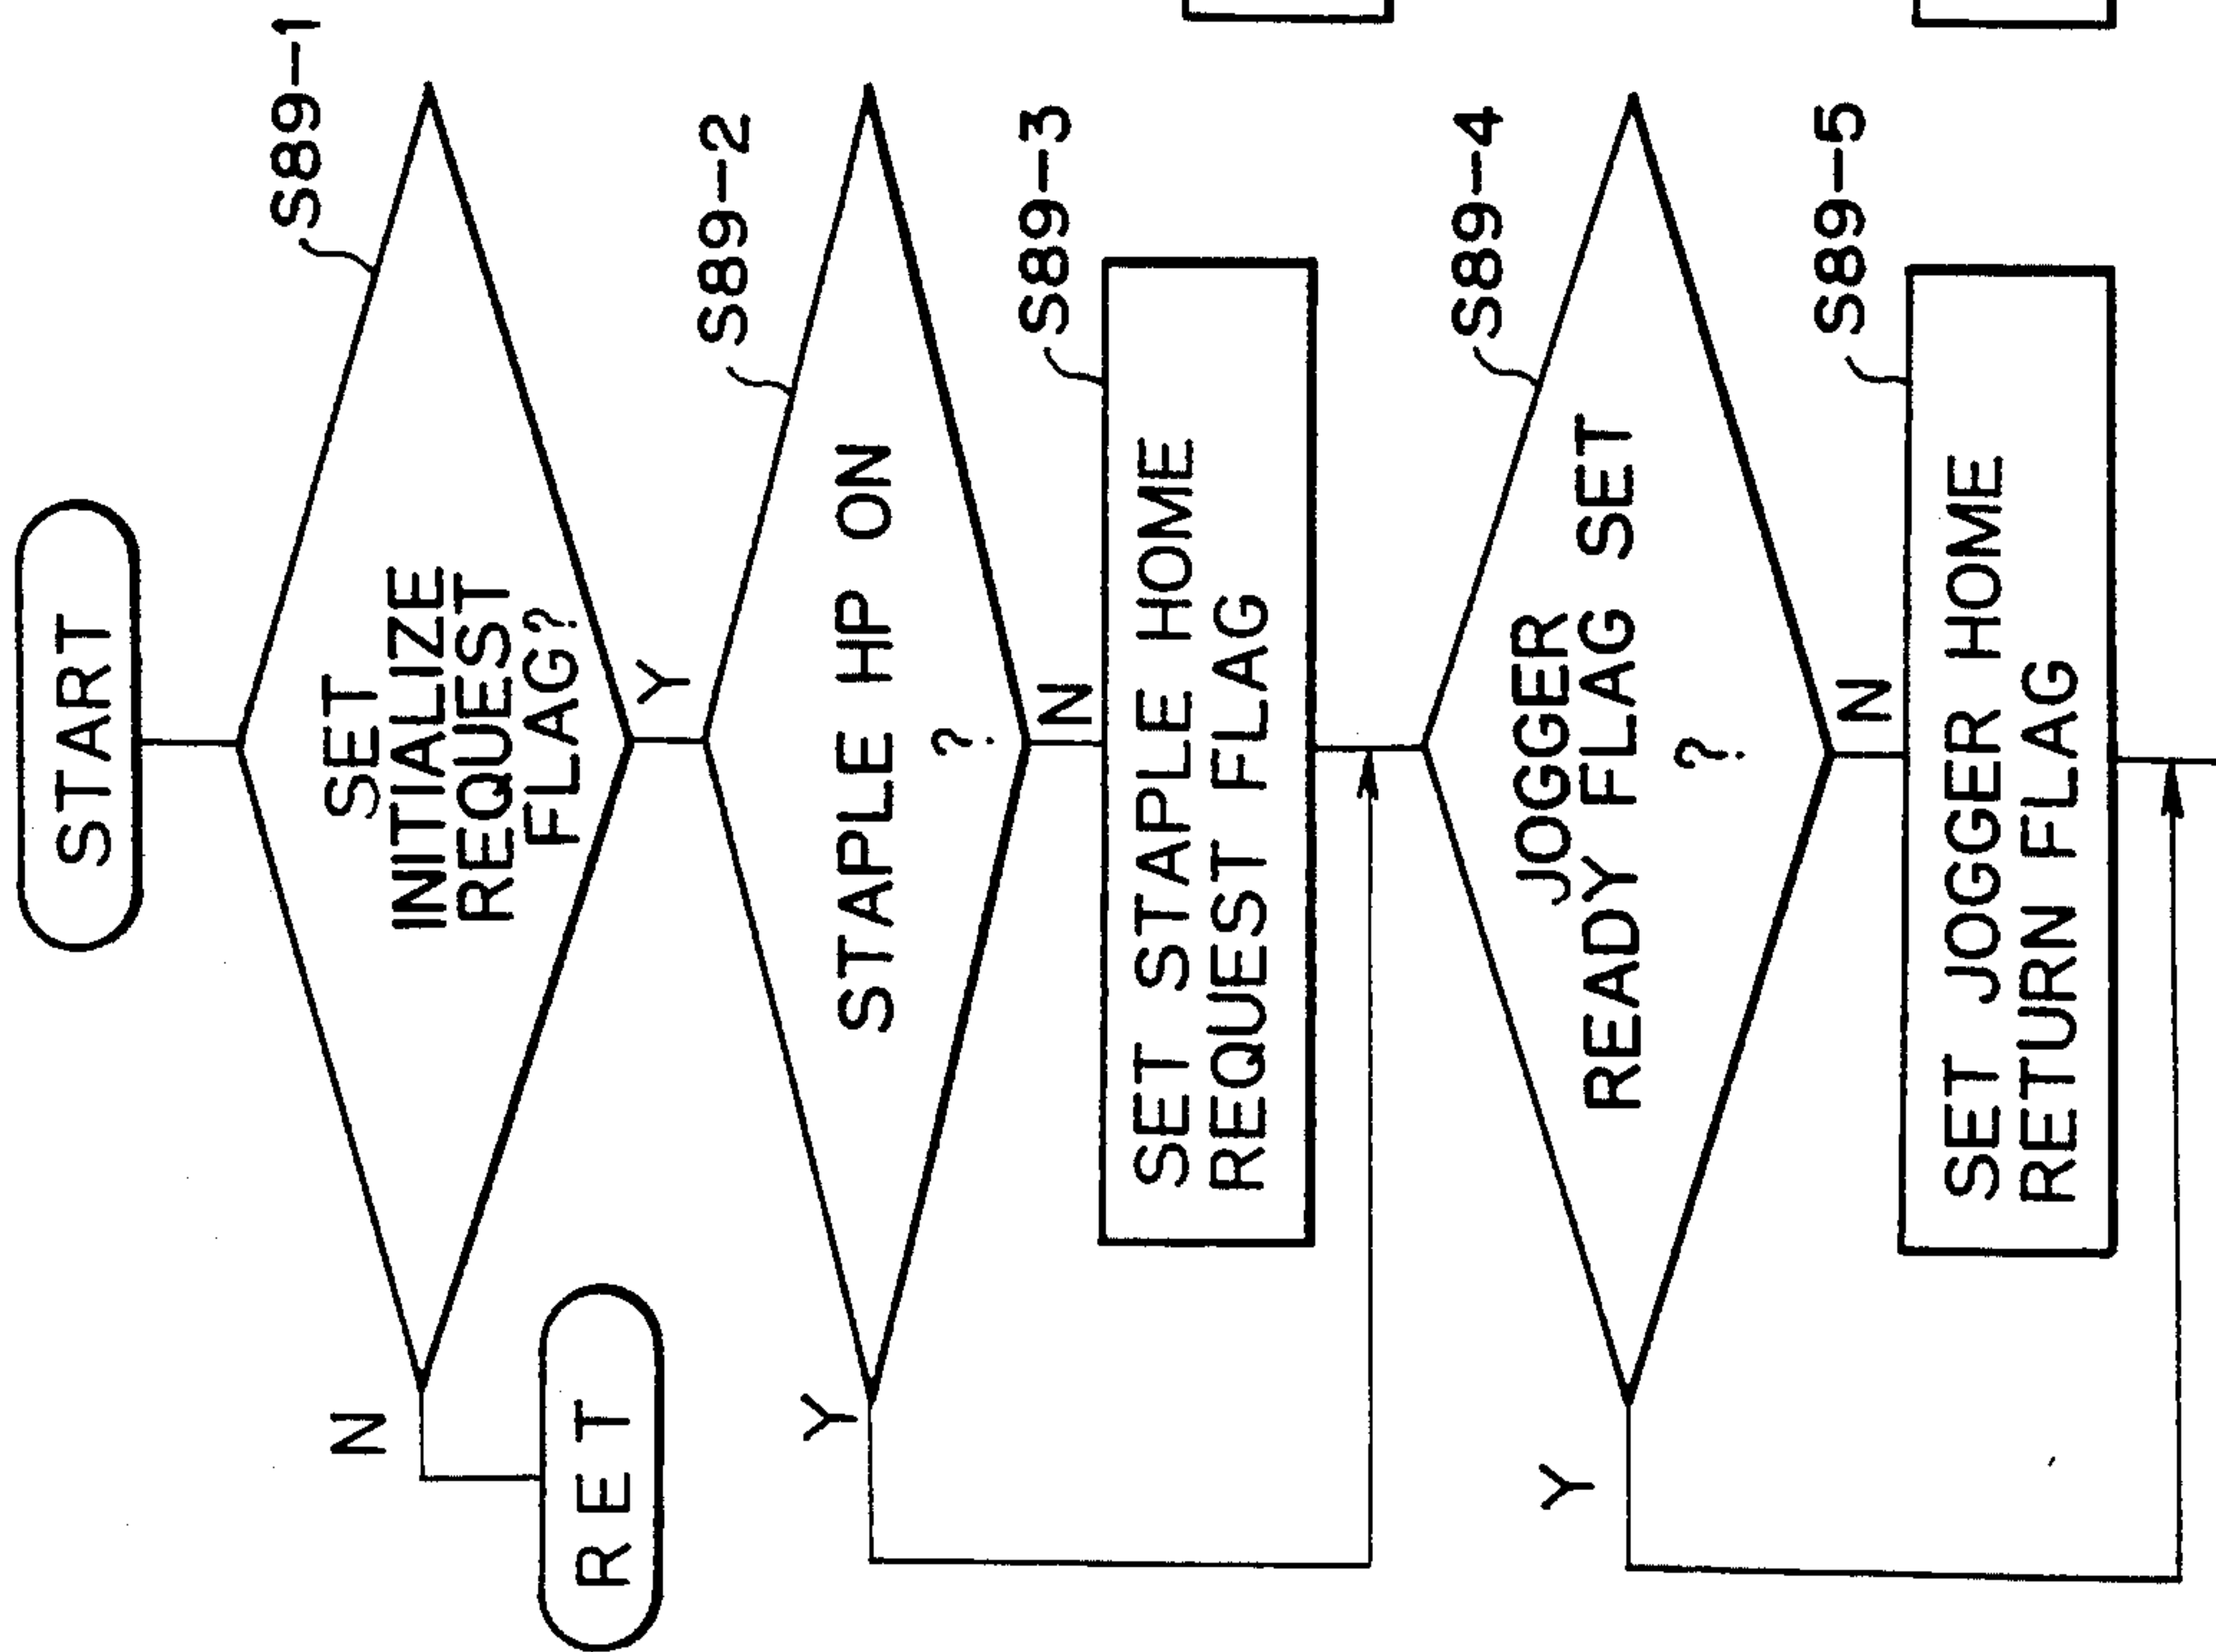 START
S89-1
SET
INITIALIZE
REQUEST
FLAG?
N
RET
Y
S89-2
STAPLE HP ON
?
Y
N
S89-3
SET STAPLE HOME
REQUEST FLAG
S89-4
JOGGER
READY FLAG SET
?
Y
N
S89-5
SET JOGGER HOME
RETURN FLAG